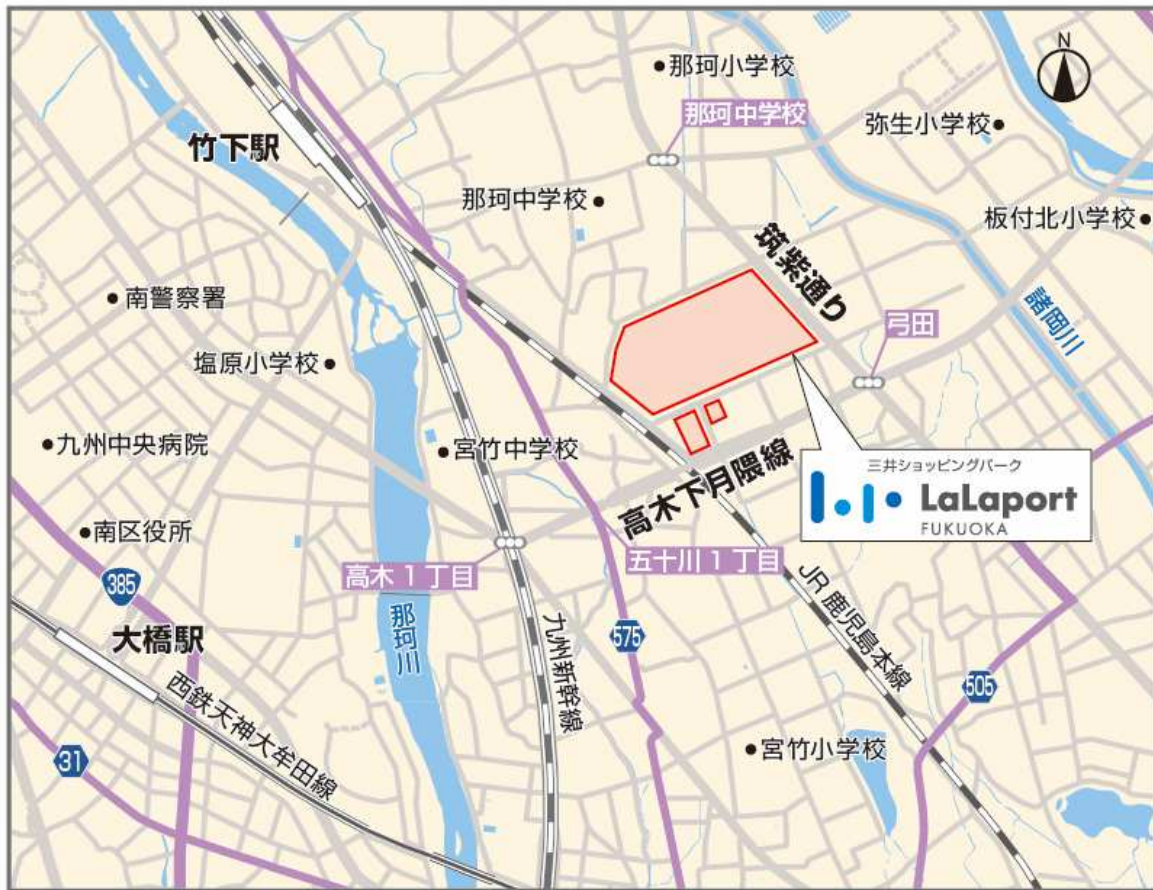 N
那珂小学校
那珂中学校
弥生小学校
竹下駅
那珂中学校
板付北小学校
筑紫通り
南警察署
諸岡川
弓田
塩原小学校
九州中央病院
宮竹中学校
三井ショッピングパーク
LaLaport
FUKUOKA
高木下月隈線
南区役所
高木1丁目
五十川1丁目
385
大橋駅
那珂川
九州新幹線
575
JR鹿児島本線
505
西鉄天神大牟田線
31
宮竹小学校